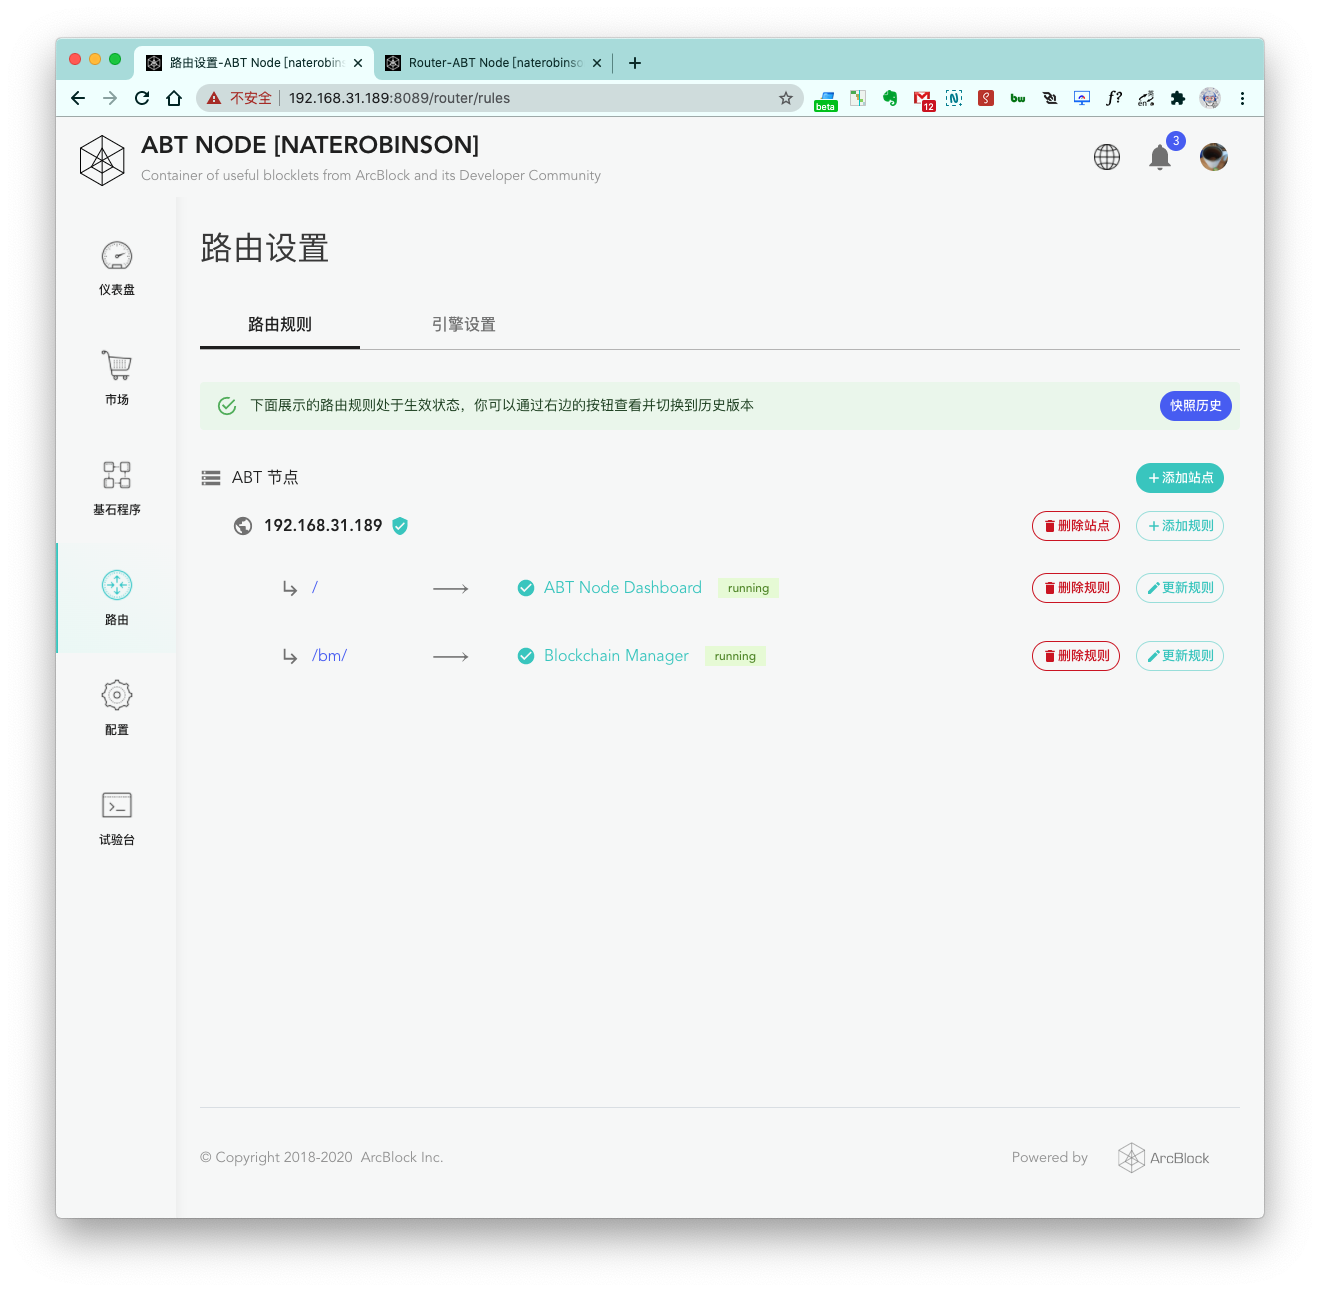 路由设置-ABT Node [naterobins
Router-ABT Node [naterobinso
不安全
192.168.31.189:8089/router/rules
beta
12
N
S
bw
f?
en英
ABT NODE [NATEROBINSON]
Container of useful blocklets from ArcBlock and its Developer Community
3
仪表盘
市场
基石程序
路由
配置
试验台
路由设置
路由规则
引擎设置
下面展示的路由规则处于生效状态，你可以通过右边的按钮查看并切换到历史版本
快照历史
ABT 节点
添加站点
192.168.31.189
删除站点
添加规则
/
ABT Node Dashboard
running
删除规则
更新规则
/bm/
Blockchain Manager
running
删除规则
更新规则
© Copyright 2018-2020 ArcBlock Inc.
Powered by
ArcBlock